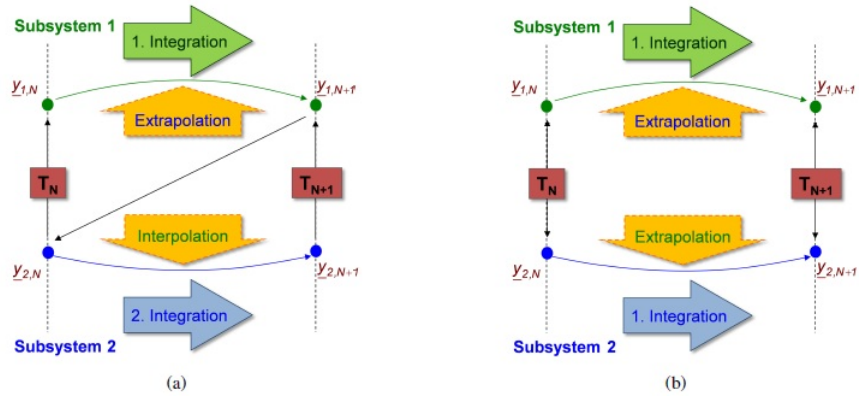 Subsystem 1
1. Integration
y1,N
y1,N+1
Extrapolation
TN
TN+1
Interpolation
y2,N
y2,N+1
2. Integration
Subsystem 2
(a)
Subsystem 1
1. Integration
y1,N
y1,N+1
Extrapolation
TN
TN+1
Extrapolation
y2,N
y2,N+1
1. Integration
Subsystem 2
(b)